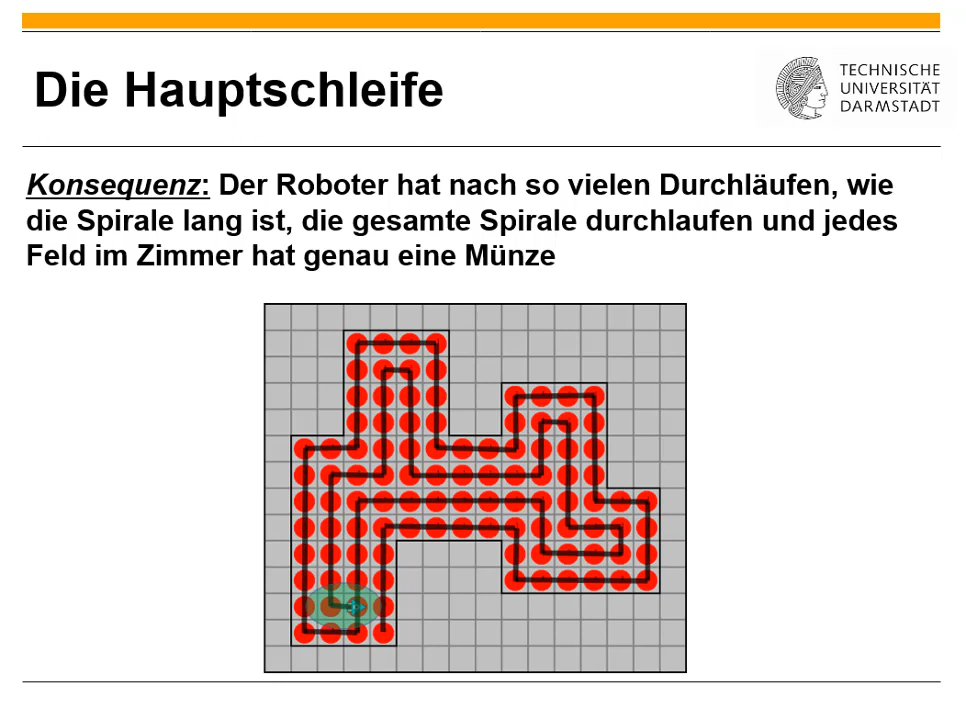 Die Hauptschleife
TECHNISCHE
UNIVERSITÄT
DARMSTADT
Konsequenz: Der Roboter hat nach so vielen Durchläufen, wie
die Spirale lang ist, die gesamte Spirale durchlaufen und jedes
Feld im Zimmer hat genau eine Münze